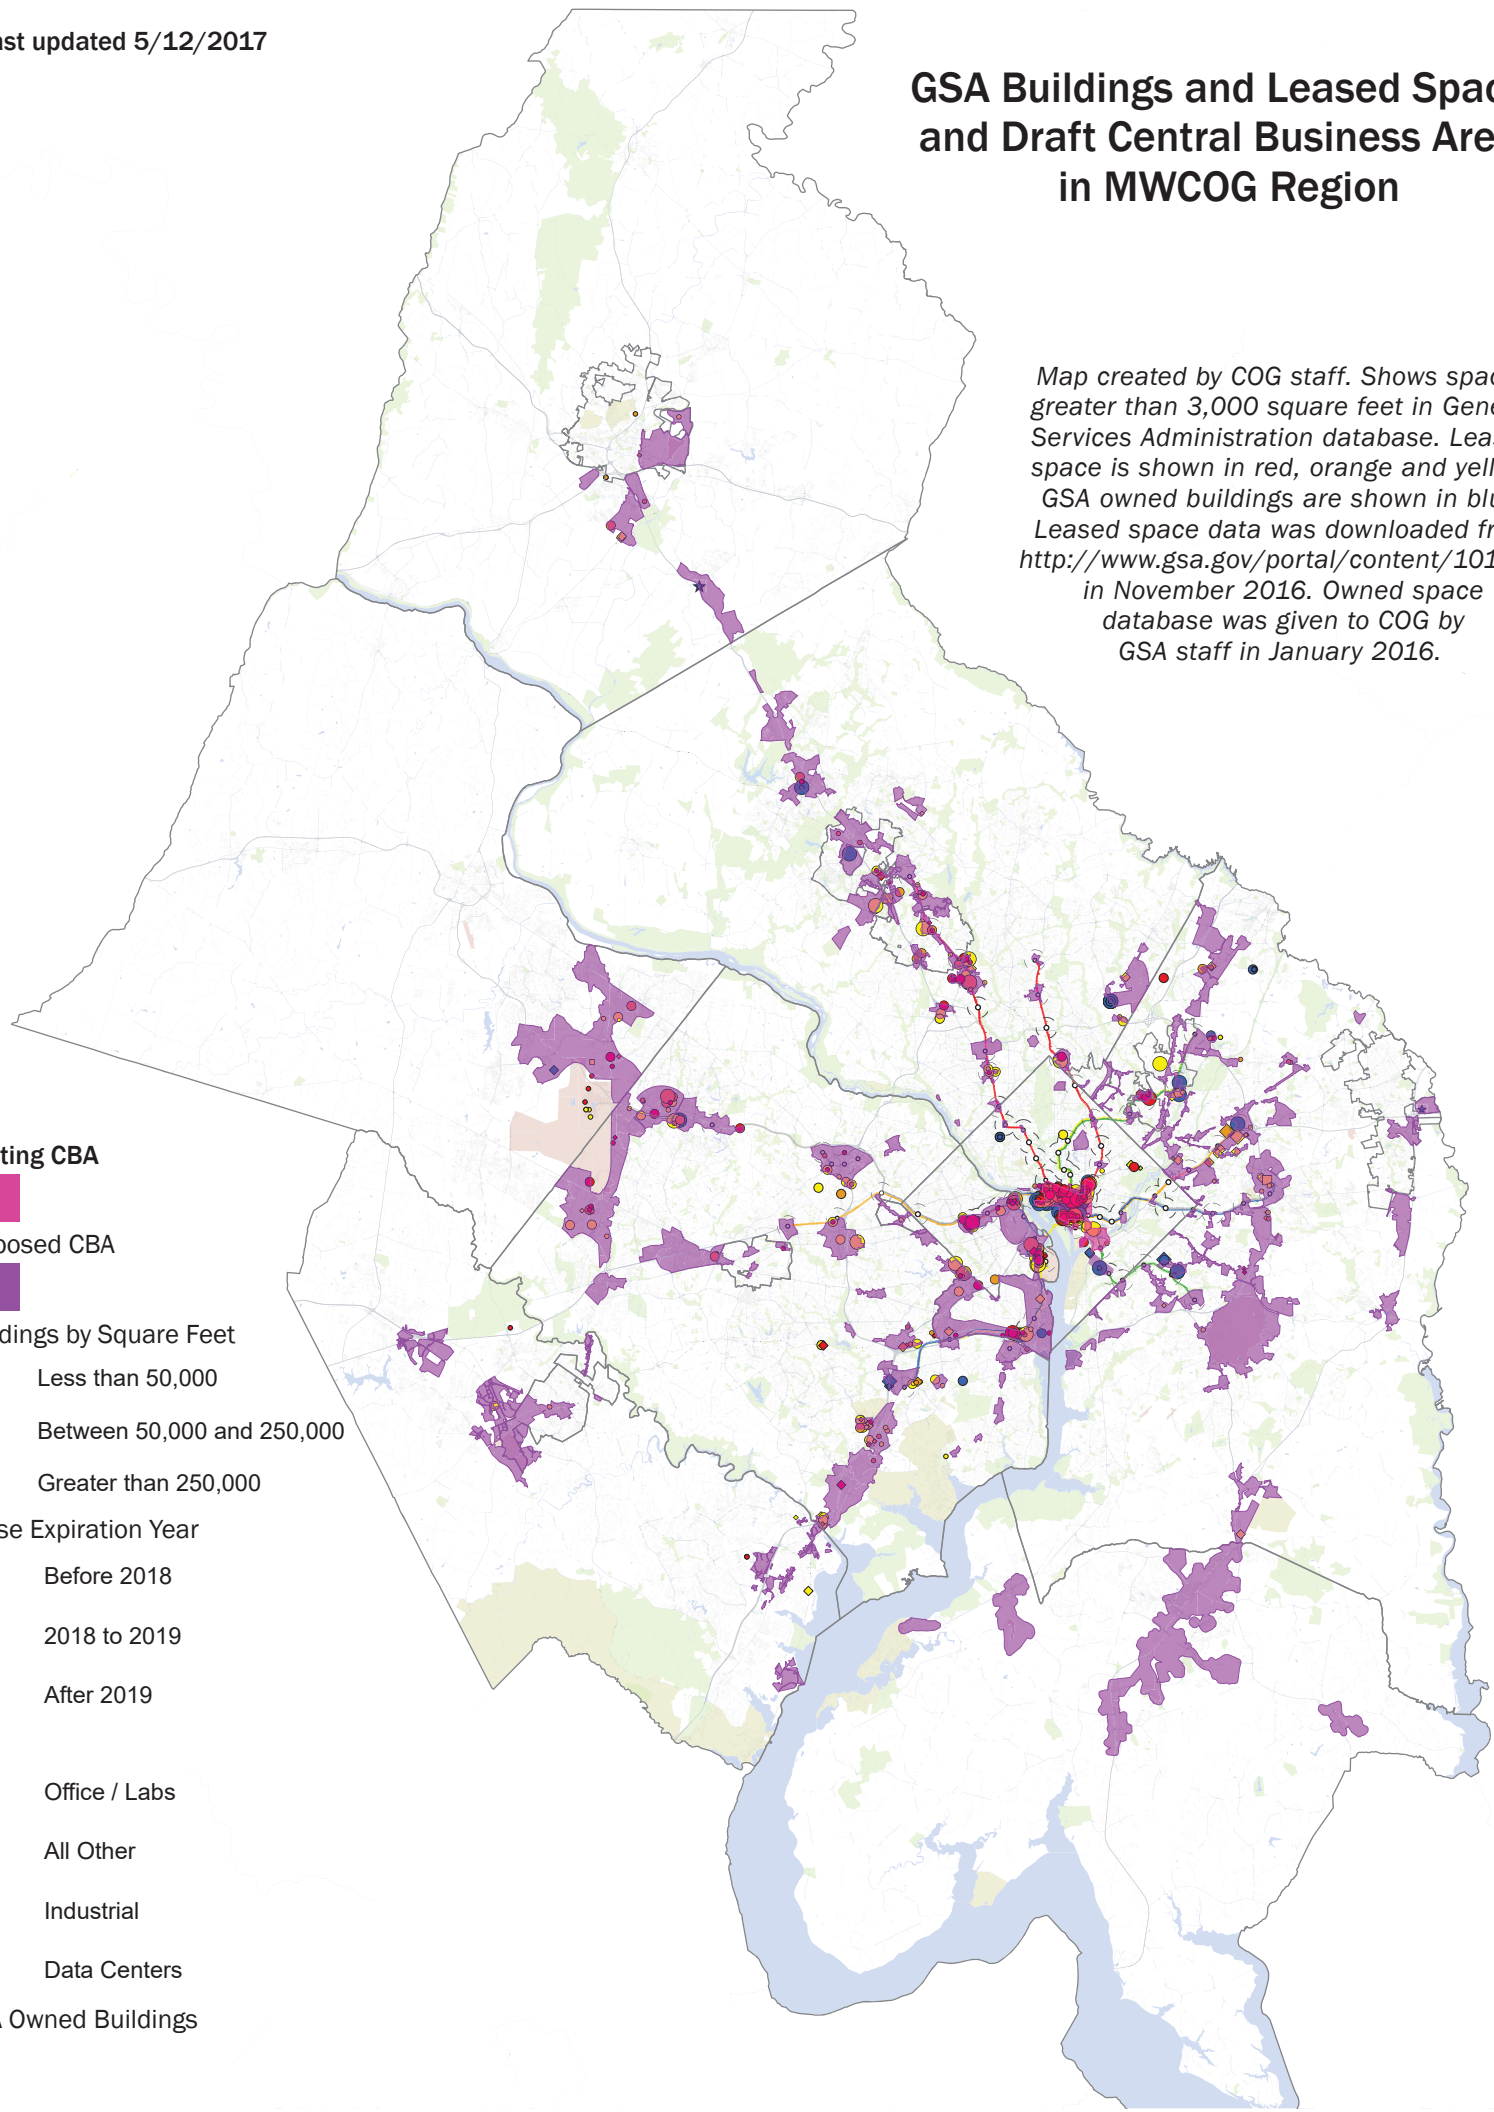 ast updated 5/12/2017
GSA Buildings and Leased Spac
and Draft Central Business Are
in MWCOG Region
Map created by COG staff. Shows spac
greater than 3,000 square feet in Gene
Services Administration database. Leas
space is shown in red, orange and yell
GSA owned buildings are shown in blu
Leased space data was downloaded fr
http://www.gsa.gov/portal/content/101
in November 2016. Owned space
database was given to COG by
GSA staff in January 2016.
ting CBA
posed CBA
dings by Square Feet
Less than 50,000
Between 50,000 and 250,000
Greater than 250,000
se Expiration Year
Before 2018
2018 to 2019
After 2019
Office / Labs
All Other
Industrial
Data Centers
A Owned Buildings